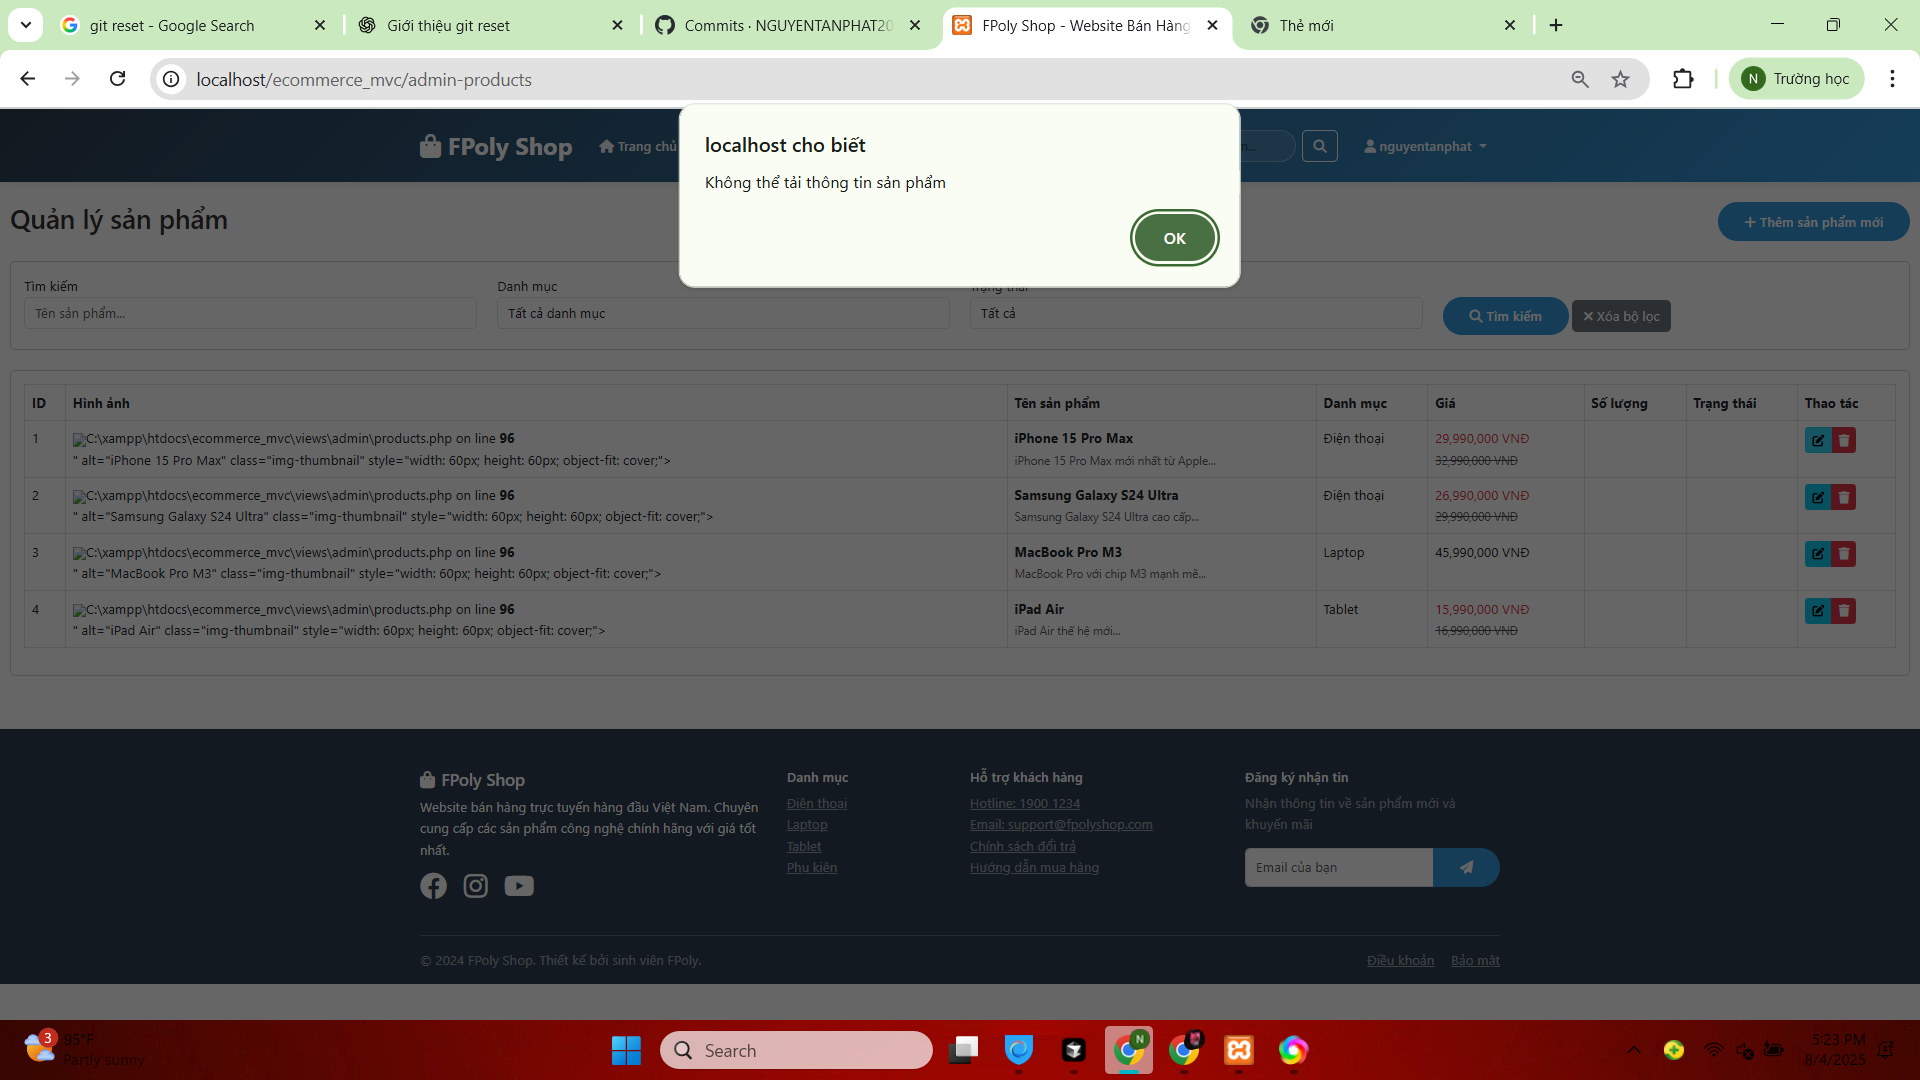 git reset - Google Search
Giới thiệu git reset
Commits · NGUYENTANPHAT20
FPoly Shop - Website Bán Hàng
Thẻ mới
localhost/ecommerce_mvc/admin-products
N Trường học
FPoly Shop
Trang chủ
nguyentanphat
localhost cho biết
Không thể tải thông tin sản phẩm
OK
Quản lý sản phẩm
Thêm sản phẩm mới
Tìm kiếm
Danh mục
Trạng thái
Tên sản phẩm...
Tất cả danh mục
Tất cả
Tìm kiếm
Xóa bộ lọc
ID
Hình ảnh
Tên sản phẩm
Danh mục
Giá
Số lượng
Trạng thái
Thao tác
1
C:\xampp\htdocs\ecommerce_mvc\views\admin\products.php on line 96
" alt="iPhone 15 Pro Max" class="img-thumbnail" style="width: 60px; height: 60px; object-fit: cover;">
iPhone 15 Pro Max
iPhone 15 Pro Max mới nhất từ Apple...
Điện thoại
29,990,000 VNĐ
32,990,000 VNĐ
2
C:\xampp\htdocs\ecommerce_mvc\views\admin\products.php on line 96
" alt="Samsung Galaxy S24 Ultra" class="img-thumbnail" style="width: 60px; height: 60px; object-fit: cover;">
Samsung Galaxy S24 Ultra
Samsung Galaxy S24 Ultra cao cấp...
Điện thoại
26,990,000 VNĐ
29,990,000 VNĐ
3
C:\xampp\htdocs\ecommerce_mvc\views\admin\products.php on line 96
" alt="MacBook Pro M3" class="img-thumbnail" style="width: 60px; height: 60px; object-fit: cover;">
MacBook Pro M3
MacBook Pro với chip M3 mạnh mẽ...
Laptop
45,990,000 VNĐ
4
C:\xampp\htdocs\ecommerce_mvc\views\admin\products.php on line 96
" alt="iPad Air" class="img-thumbnail" style="width: 60px; height: 60px; object-fit: cover;">
iPad Air
iPad Air thế hệ mới...
Tablet
15,990,000 VNĐ
16,990,000 VNĐ
FPoly Shop
Website bán hàng trực tuyến hàng đầu Việt Nam. Chuyên
cung cấp các sản phẩm công nghệ chính hãng với giá tốt
nhất.
Danh mục
Điện thoại
Laptop
Tablet
Phụ kiện
Hỗ trợ khách hàng
Hotline: 1900 1234
Email: support@fpolyshop.com
Chính sách đổi trả
Hướng dẫn mua hàng
Đăng ký nhận tin
Nhận thông tin về sản phẩm mới và
khuyến mãi
Email của bạn
© 2024 FPoly Shop. Thiết kế bởi sinh viên FPoly.
Điều khoản
Bảo mật
3
95°F
Partly sunny
Search
N
5:23 PM
8/4/2025